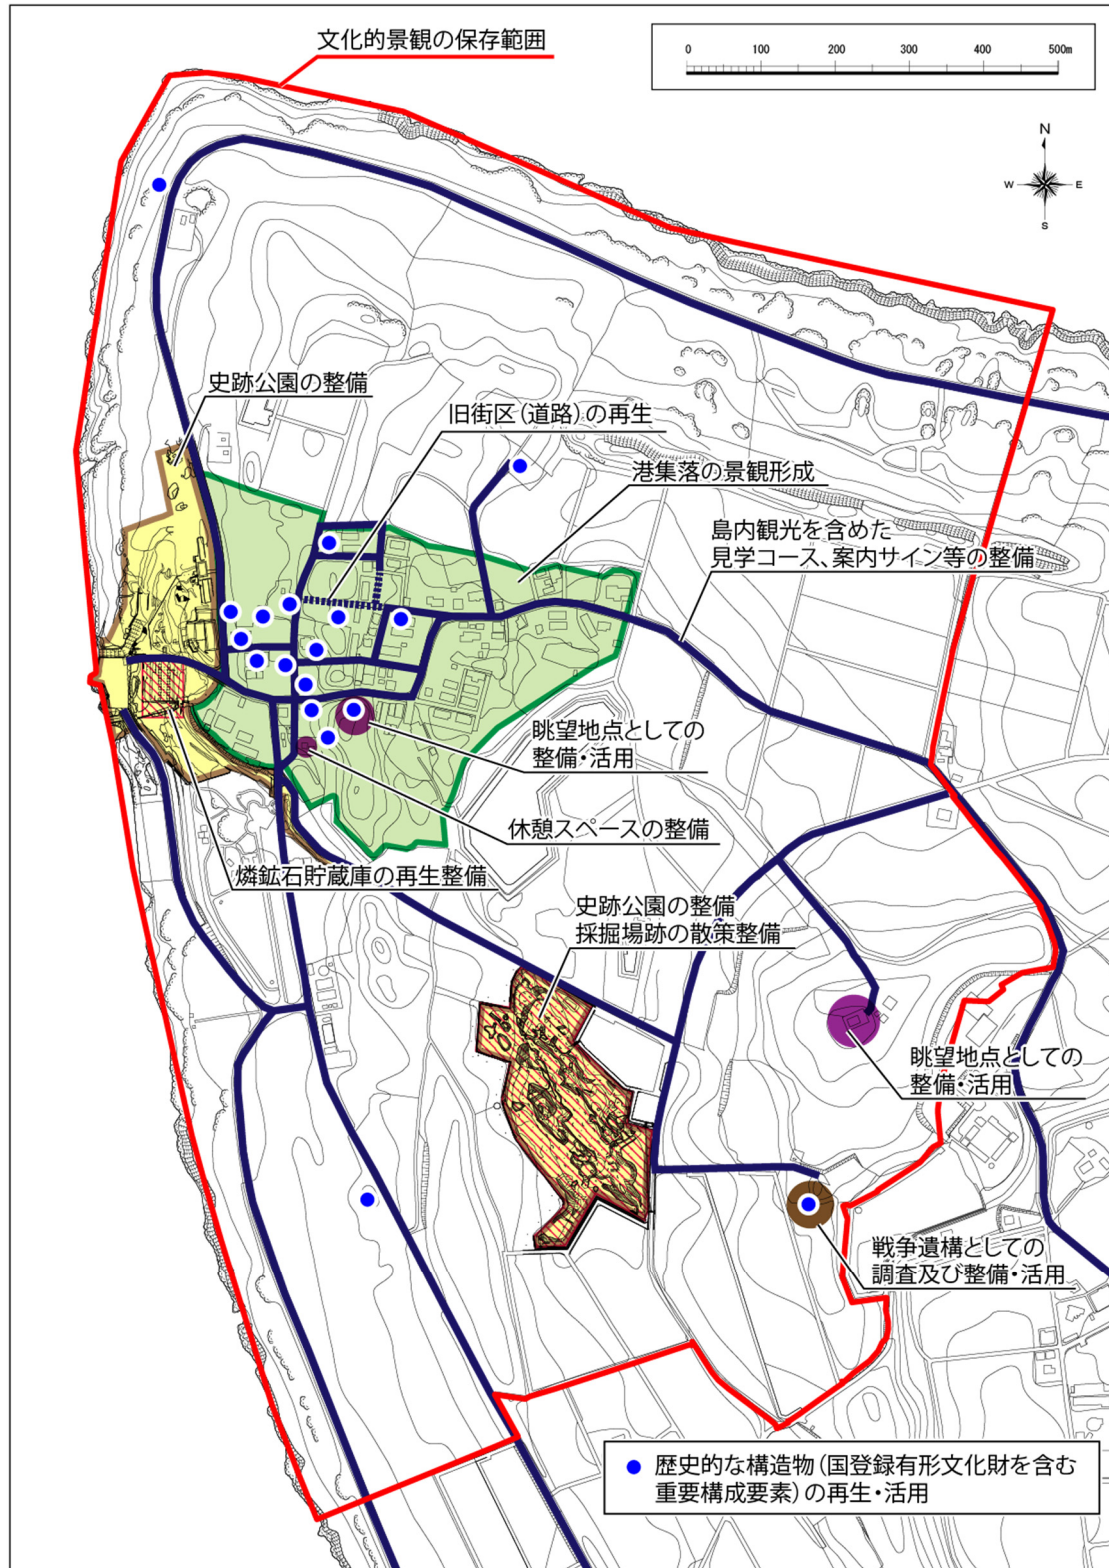 文化的景観の保存範囲
0 100 200 300 400 500m
N
W E
S
史跡公園の整備
旧街区（道路）の再生
港集落の景観形成
島内観光を含めた
見学コース、案内サイン等の整備
眺望地点としての
整備・活用
休憩スペースの整備
燐鉱石貯蔵庫の再生整備
史跡公園の整備
採掘場跡の散策整備
眺望地点としての
整備・活用
戦争遺構としての
調査及び整備・活用
歴史的な構造物（国登録有形文化財を含む
重要構成要素）の再生・活用